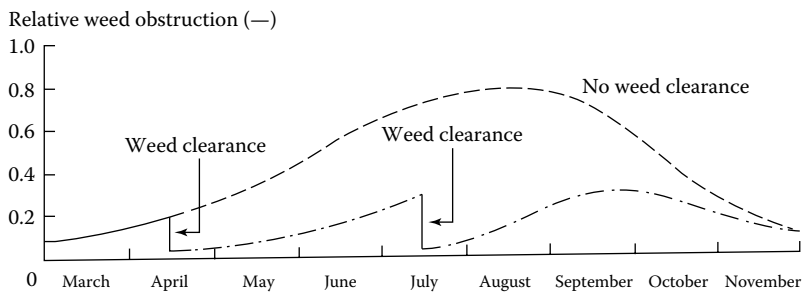 Relative weed obstruction (—)
1.0
0.8
No weed clearance
0.6
Weed clearance
Weed clearance
0.4
0.2
0
March April May June July August September October November